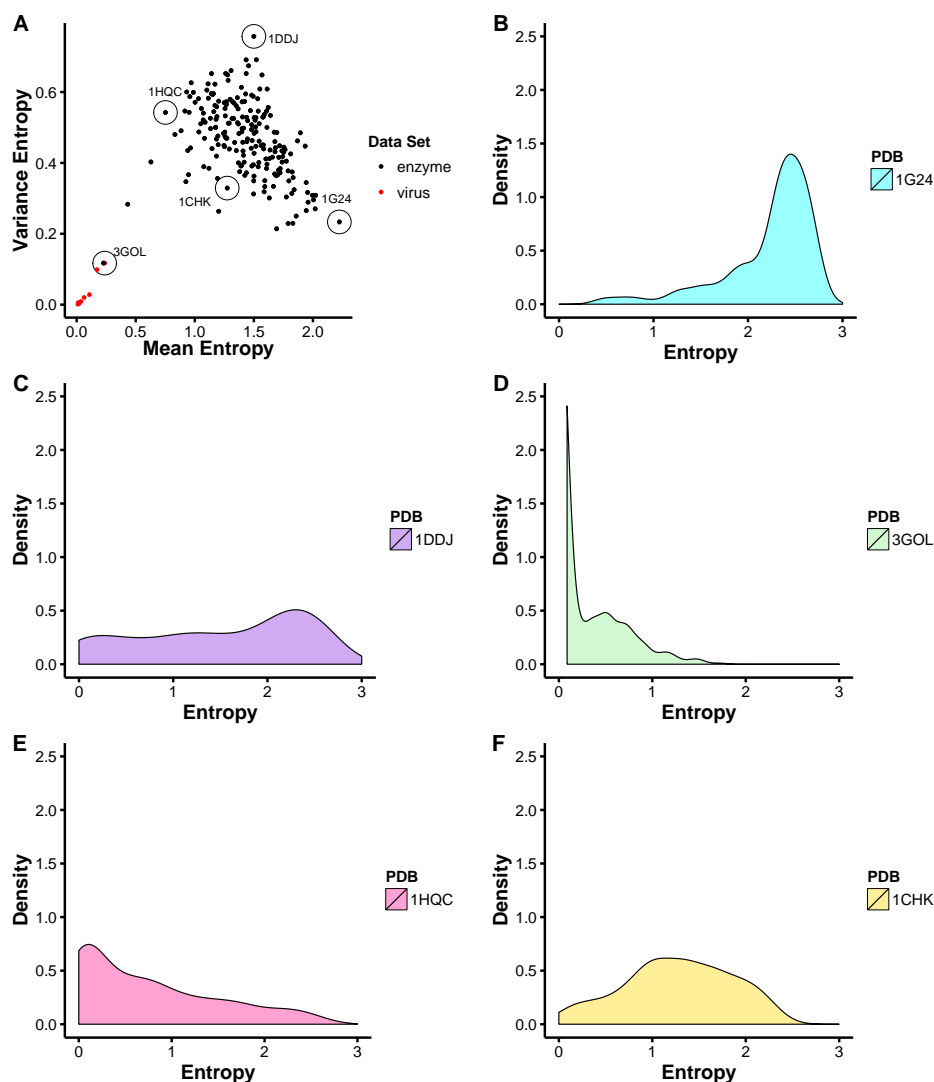 A
Variance Entropy
0.6
0.4
0.2
0.0
1DDJ
1HQC
1CHK
1G24
3GOL
0.0 0.5 1.0 1.5 2.0
Mean Entropy
Data Set
enzyme
virus
B
Density
2.5
2.0
1.5
1.0
0.5
0.0
0 1 2 3
Entropy
PDB
1G24
C
Density
2.5
2.0
1.5
1.0
0.5
0.0
0 1 2 3
Entropy
PDB
1DDJ
D
Density
2.5
2.0
1.5
1.0
0.5
0.0
0 1 2 3
Entropy
PDB
3GOL
E
Density
2.5
2.0
1.5
1.0
0.5
0.0
0 1 2 3
Entropy
PDB
1HQC
F
Density
2.5
2.0
1.5
1.0
0.5
0.0
0 1 2 3
Entropy
PDB
1CHK